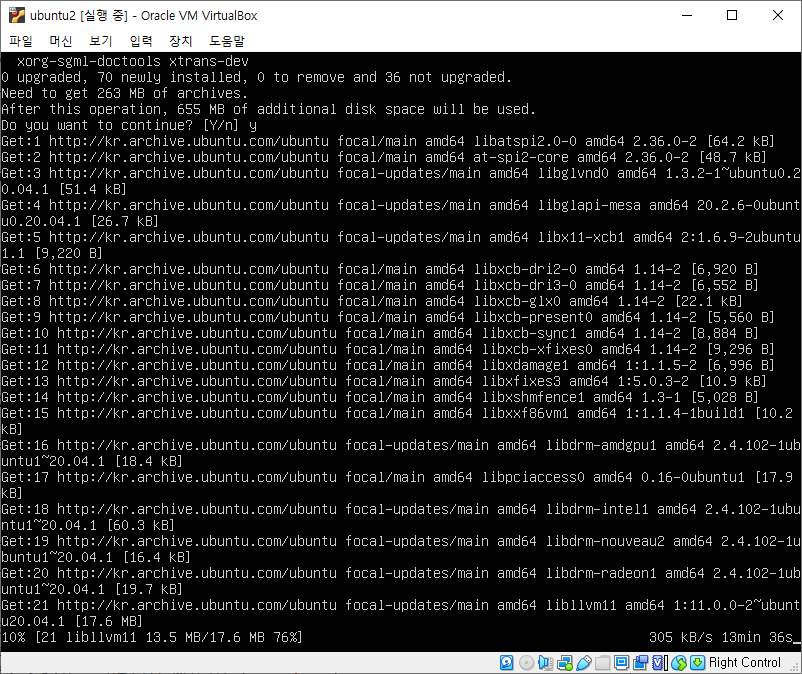 ubuntu2 [실행 중] - Oracle VM VirtualBox
파일 머신 보기 입력 장치 도움말
xorg-sgml-doctools xtrans-dev
0 upgraded, 70 newly installed, 0 to remove and 36 not upgraded.
Need to get 263 MB of archives.
After this operation, 655 MB of additional disk space will be used.
Do you want to continue? [Y/n] y
Get:1 http://kr.archive.ubuntu.com/ubuntu focal/main amd64 libatspi2.0-0 amd64 2.36.0-2 [64.2 kB]
Get:2 http://kr.archive.ubuntu.com/ubuntu focal/main amd64 at-spi2-core amd64 2.36.0-2 [48.7 kB]
Get:3 http://kr.archive.ubuntu.com/ubuntu focal-updates/main amd64 libglvnd0 amd64 1.3.2-1~ubuntu0.2
0.04.1 [51.4 kB]
Get:4 http://kr.archive.ubuntu.com/ubuntu focal-updates/main amd64 libglapi-mesa amd64 20.2.6-0ubunt
u0.20.04.1 [26.7 kB]
Get:5 http://kr.archive.ubuntu.com/ubuntu focal-updates/main amd64 libx11-xcb1 amd64 2:1.6.9-2ubuntu
1.1 [9,220 B]
Get:6 http://kr.archive.ubuntu.com/ubuntu focal/main amd64 libxcb-dri2-0 amd64 1.14-2 [6,920 B]
Get:7 http://kr.archive.ubuntu.com/ubuntu focal/main amd64 libxcb-dri3-0 amd64 1.14-2 [6,552 B]
Get:8 http://kr.archive.ubuntu.com/ubuntu focal/main amd64 libxcb-glx0 amd64 1.14-2 [22.1 kB]
Get:9 http://kr.archive.ubuntu.com/ubuntu focal/main amd64 libxcb-present0 amd64 1.14-2 [5,560 B]
Get:10 http://kr.archive.ubuntu.com/ubuntu focal/main amd64 libxcb-sync1 amd64 1.14-2 [8,884 B]
Get:11 http://kr.archive.ubuntu.com/ubuntu focal/main amd64 libxcb-xfixes0 amd64 1.14-2 [9,296 B]
Get:12 http://kr.archive.ubuntu.com/ubuntu focal/main amd64 libxdamage1 amd64 1:1.1.5-2 [6,996 B]
Get:13 http://kr.archive.ubuntu.com/ubuntu focal/main amd64 libxfixes3 amd64 1:5.0.3-2 [10.9 kB]
Get:14 http://kr.archive.ubuntu.com/ubuntu focal/main amd64 libxshmfence1 amd64 1.3-1 [5,028 B]
Get:15 http://kr.archive.ubuntu.com/ubuntu focal/main amd64 libxxf86vm1 amd64 1:1.1.4-1build1 [10.2
kB]
Get:16 http://kr.archive.ubuntu.com/ubuntu focal-updates/main amd64 libdrm-amdgpu1 amd64 2.4.102-1ub
untu1~20.04.1 [18.4 kB]
Get:17 http://kr.archive.ubuntu.com/ubuntu focal/main amd64 libpciaccess0 amd64 0.16-0ubuntu1 [17.9
kB]
Get:18 http://kr.archive.ubuntu.com/ubuntu focal-updates/main amd64 libdrm-intel1 amd64 2.4.102-1ubu
ntu1~20.04.1 [60.3 kB]
Get:19 http://kr.archive.ubuntu.com/ubuntu focal-updates/main amd64 libdrm-nouveau2 amd64 2.4.102-1u
buntu1~20.04.1 [16.4 kB]
Get:20 http://kr.archive.ubuntu.com/ubuntu focal-updates/main amd64 libdrm-radeon1 amd64 2.4.102-1ub
untu1~20.04.1 [19.7 kB]
Get:21 http://kr.archive.ubuntu.com/ubuntu focal-updates/main amd64 libllvm11 amd64 1:11.0.0-2~ubunt
u20.04.1 [17.6 MB]
10% [21 libllvm11 13.5 MB/17.6 MB 76%] 305 kB/s 13min 36s_
Right Control